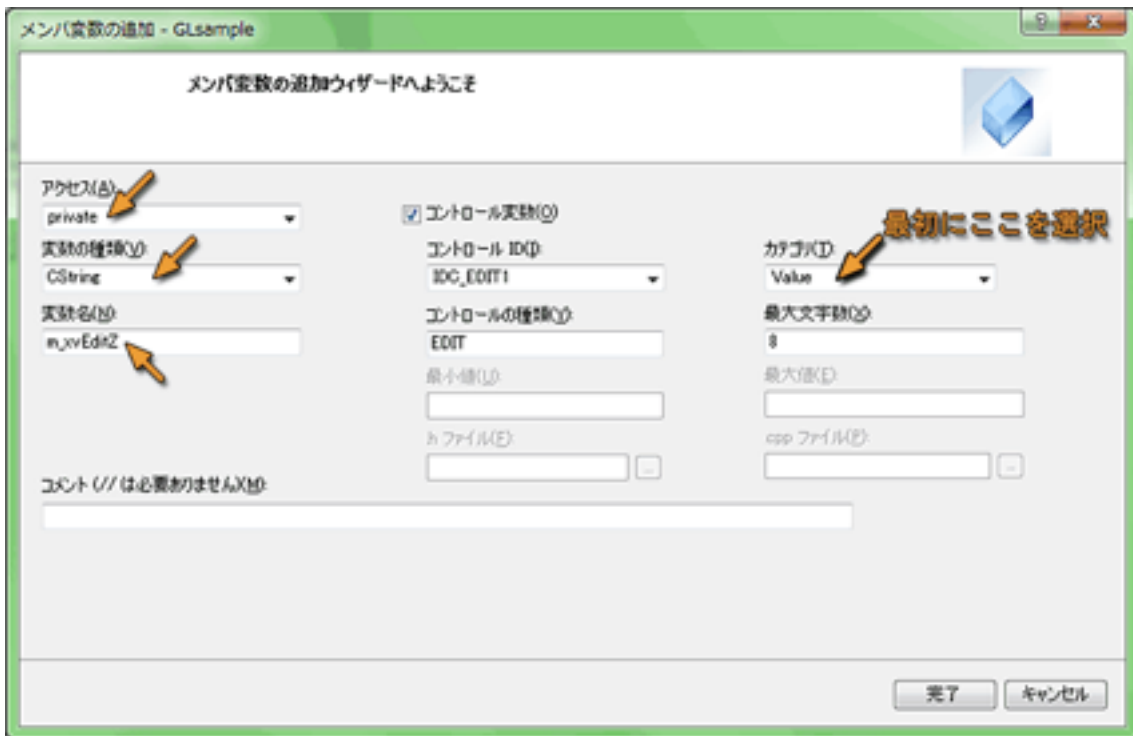 メンバ変数の追加 - GLsample
メンバ変数の追加ウィザードへようこそ
アクセス(A):
private
コントロール変数(O)
最初にここを選択
変数の種類(V):
CString
コントロール ID(I):
IDC_EDIT1
カテゴリ(T):
Value
変数名(N):
m_xvEditZ
コントロールの種類(Y):
EDIT
最大文字数(X):
8
最小値(U):
最大値(E):
h ファイル(F):
...
cpp ファイル(P):
...
コメント (// は必要ありません)(M):
完了
キャンセル